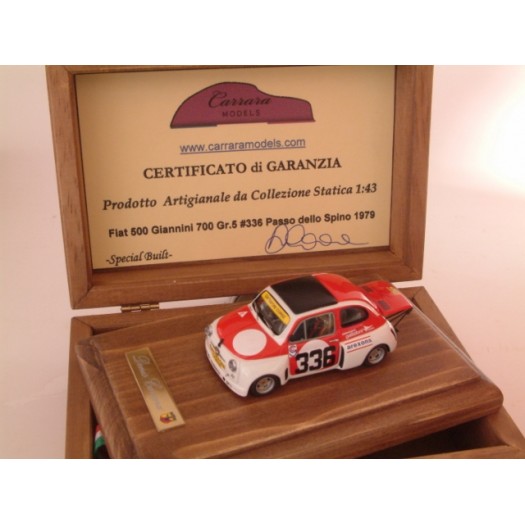 Carrara
MODELS
www.carraramodels.com
CERTIFICATO di GARANZIA
Prodotto Artigianale da Collezione Statica 1:43
Fiat 500 Giannini 700 Gr.5 #336 Passo dello Spino 1979
-Special Built-
336